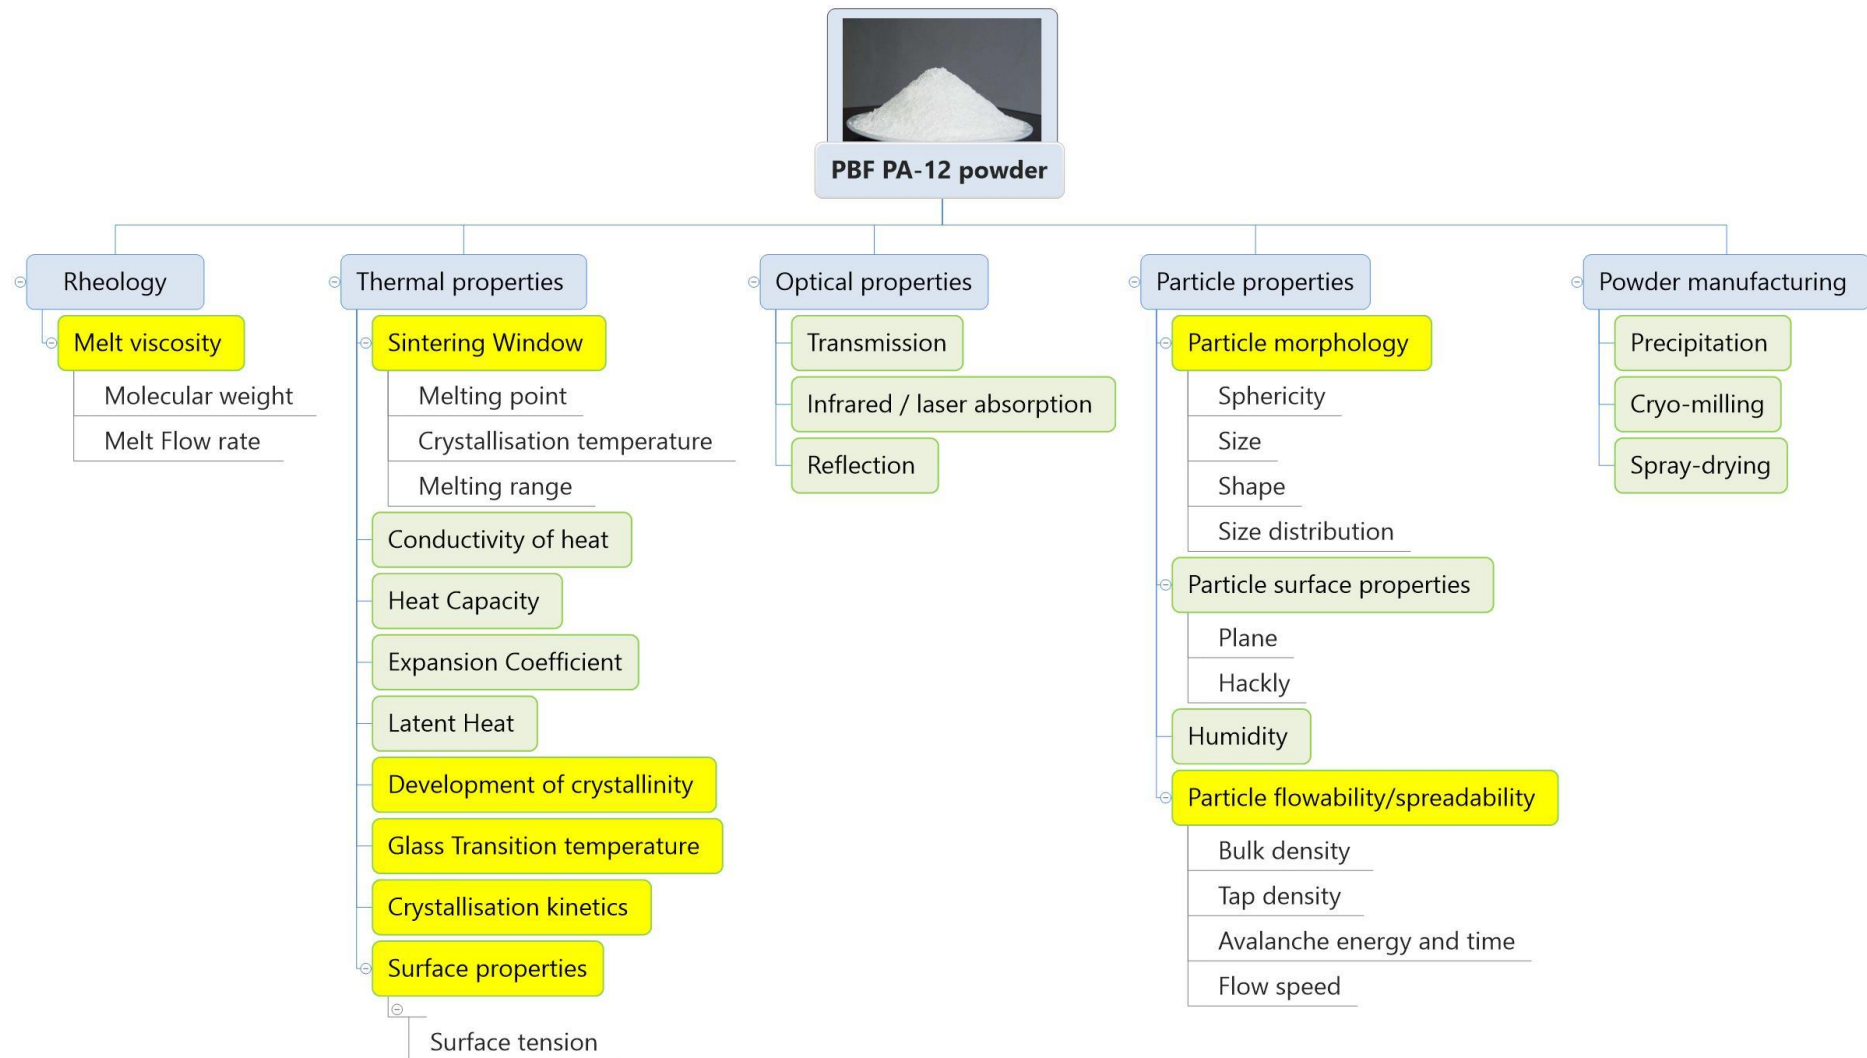 PBF PA-12 powder
Rheology
Melt viscosity
Molecular weight
Melt Flow rate
Thermal properties
Sintering Window
Melting point
Crystallisation temperature
Melting range
Conductivity of heat
Heat Capacity
Expansion Coefficient
Latent Heat
Development of crystallinity
Glass Transition temperature
Crystallisation kinetics
Surface properties
Surface tension
Optical properties
Transmission
Infrared / laser absorption
Reflection
Particle properties
Particle morphology
Sphericity
Size
Shape
Size distribution
Particle surface properties
Plane
Hackly
Humidity
Particle flowability/spreadability
Bulk density
Tap density
Avalanche energy and time
Flow speed
Powder manufacturing
Precipitation
Cryo-milling
Spray-drying